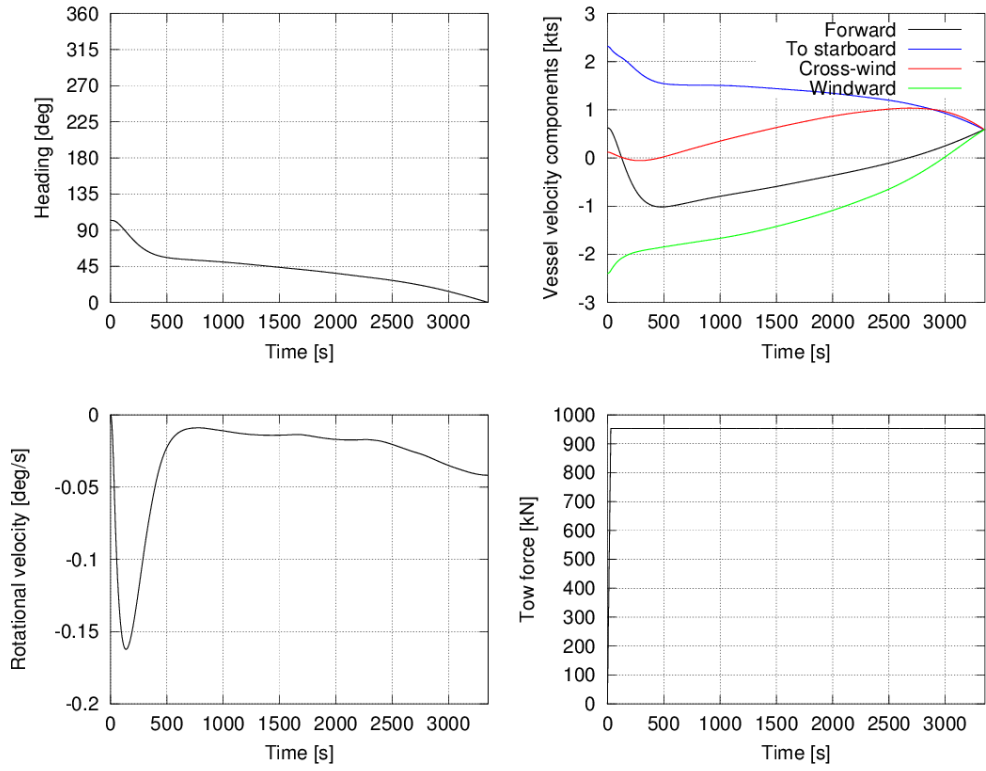 360
315
270
225
180
135
90
45
0
Heading [deg]
0 500 1000 1500 2000 2500 3000
Time [s]
3
2
1
0
-1
-2
-3
Vessel velocity components [kts]
Forward
To starboard
Cross-wind
Windward
0 500 1000 1500 2000 2500 3000
Time [s]
0
-0.05
-0.1
-0.15
-0.2
Rotational velocity [deg/s]
0 500 1000 1500 2000 2500 3000
Time [s]
1000
900
800
700
600
500
400
300
200
100
0
Tow force [kN]
0 500 1000 1500 2000 2500 3000
Time [s]